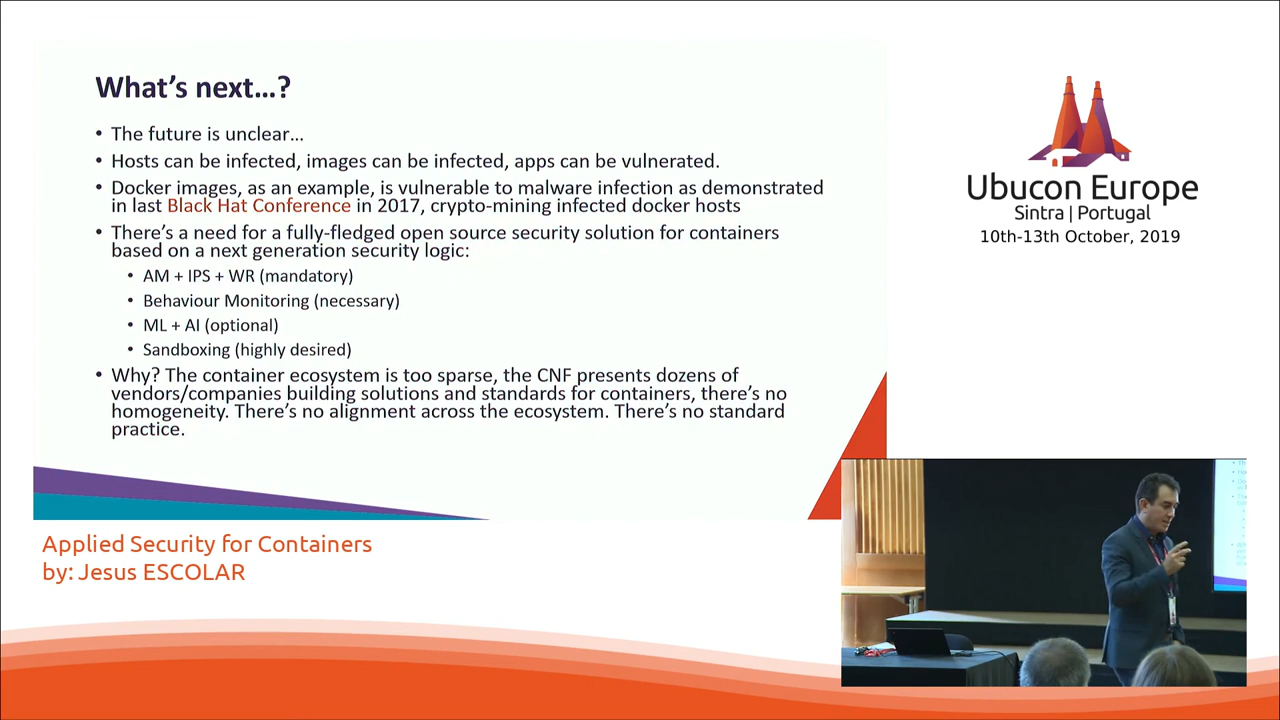 What's next…?
• The future is unclear…
• Hosts can be infected, images can be infected, apps can be vulnerated.
• Docker images, as an example, is vulnerable to malware infection as demonstrated
in last Black Hat Conference in 2017, crypto-mining infected docker hosts
• There's a need for a fully-fledged open source security solution for containers
based on a next generation security logic:
• AM + IPS + WR (mandatory)
• Behaviour Monitoring (necessary)
• ML + AI (optional)
• Sandboxing (highly desired)
• Why? The container ecosystem is too sparse, the CNF presents dozens of
vendors/companies building solutions and standards for containers, there's no
homogeneity. There's no alignment across the ecosystem. There's no standard
practice.
Ubucon Europe
Sintra | Portugal
10th-13th October, 2019
Applied Security for Containers
by: Jesus ESCOLAR